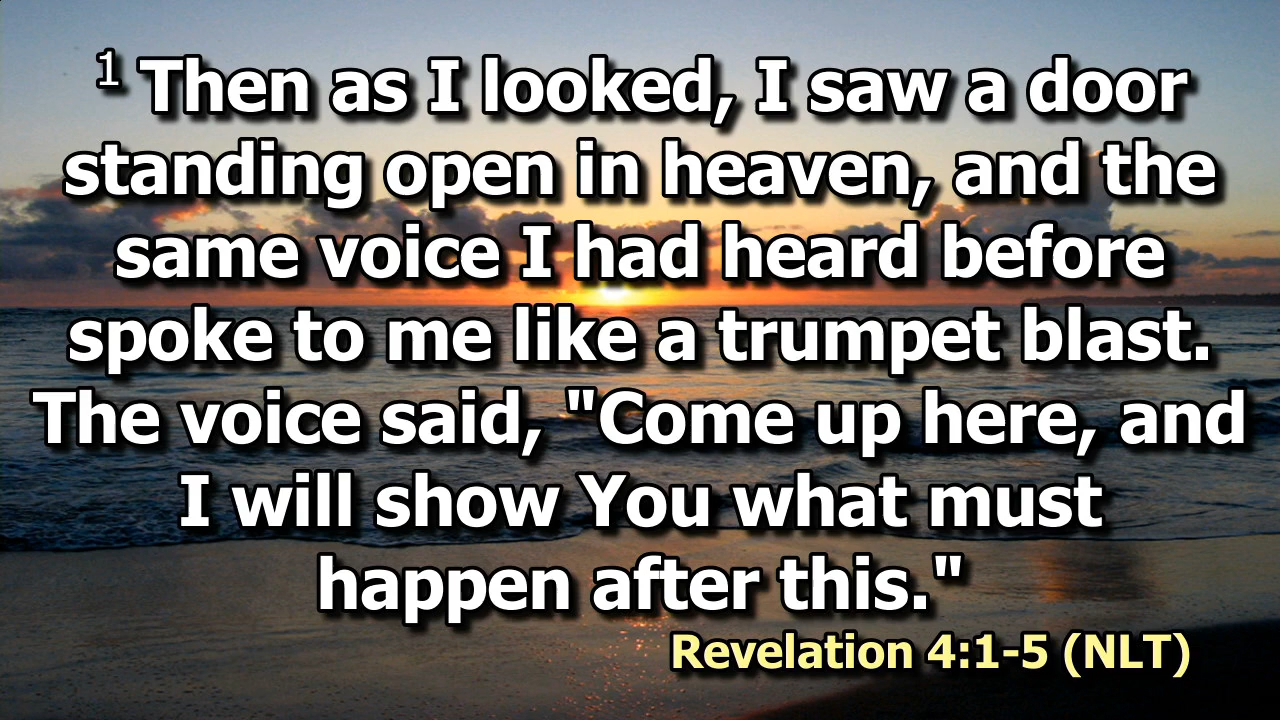 1 Then as I looked, I saw a door
standing open in heaven, and the
same voice I had heard before
spoke to me like a trumpet blast.
The voice said, "Come up here, and
I will show You what must
happen after this."
Revelation 4:1-5 (NLT)